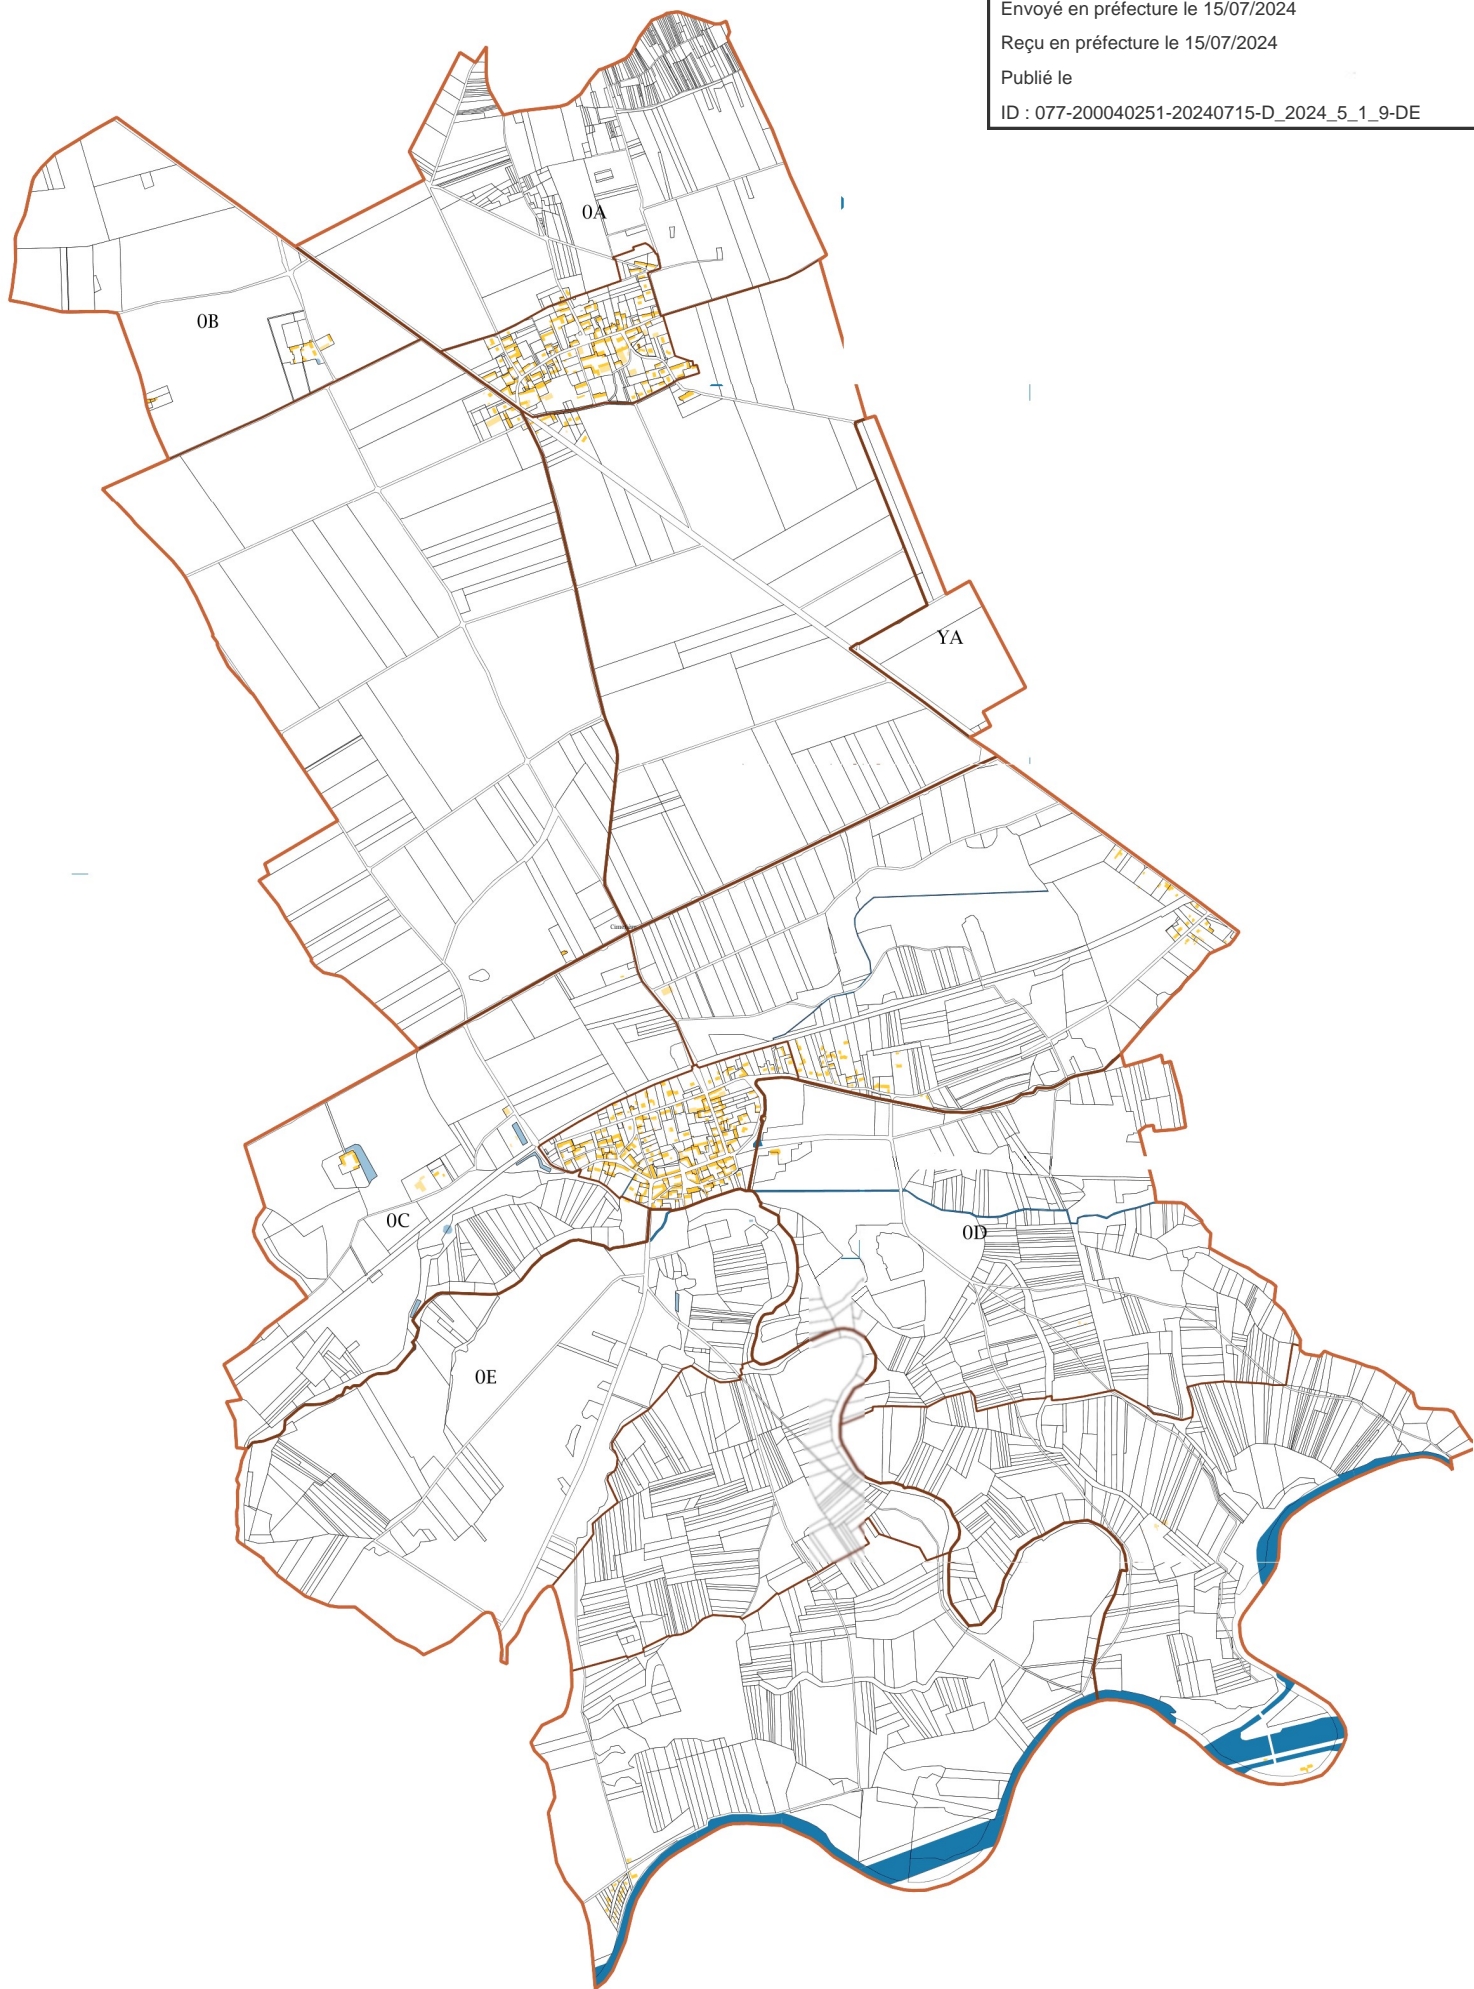 Envoyé en préfecture le 15/07/2024
Reçu en préfecture le 15/07/2024
Publié le
ID : 077-200040251-20240715-D_2024_5_1_9-DE
0A
0B
YA
0C
0D
0E